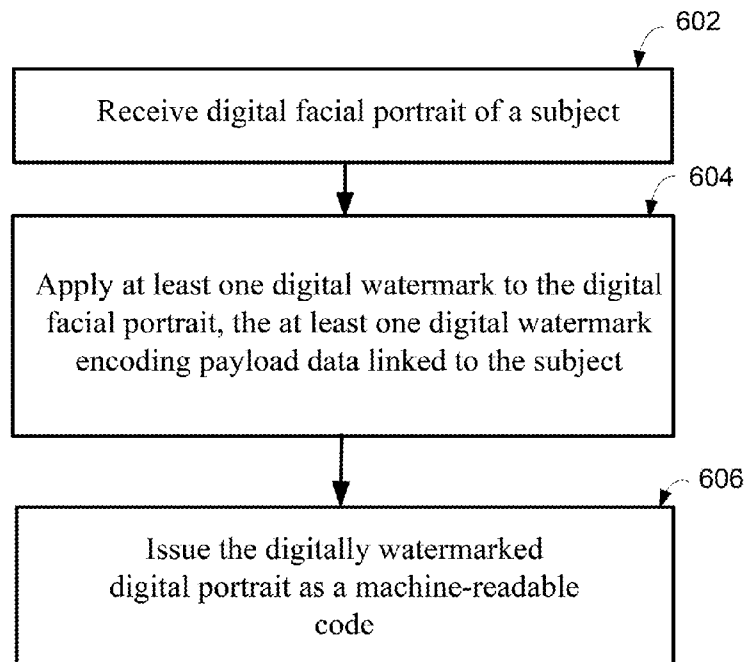 602
Receive digital facial portrait of a subject
604
Apply at least one digital watermark to the digital
facial portrait, the at least one digital watermark
encoding payload data linked to the subject
606
Issue the digitally watermarked
digital portrait as a machine-readable
code